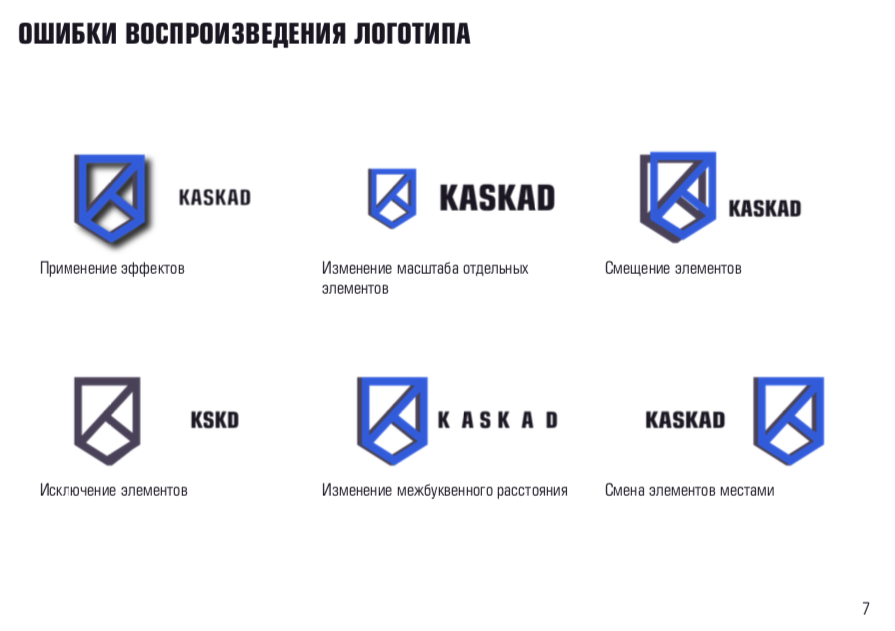 ОШИБКИ ВОСПРОИЗВЕДЕНИЯ ЛОГОТИПА
KASKAD
Применение эффектов
KASKAD
Изменение масштаба отдельных
элементов
KASKAD
Смещение элементов
KSKD
Исключение элементов
K ASK A D
Изменение межбуквенного расстояния
KASKAD
Смена элементов местами
7